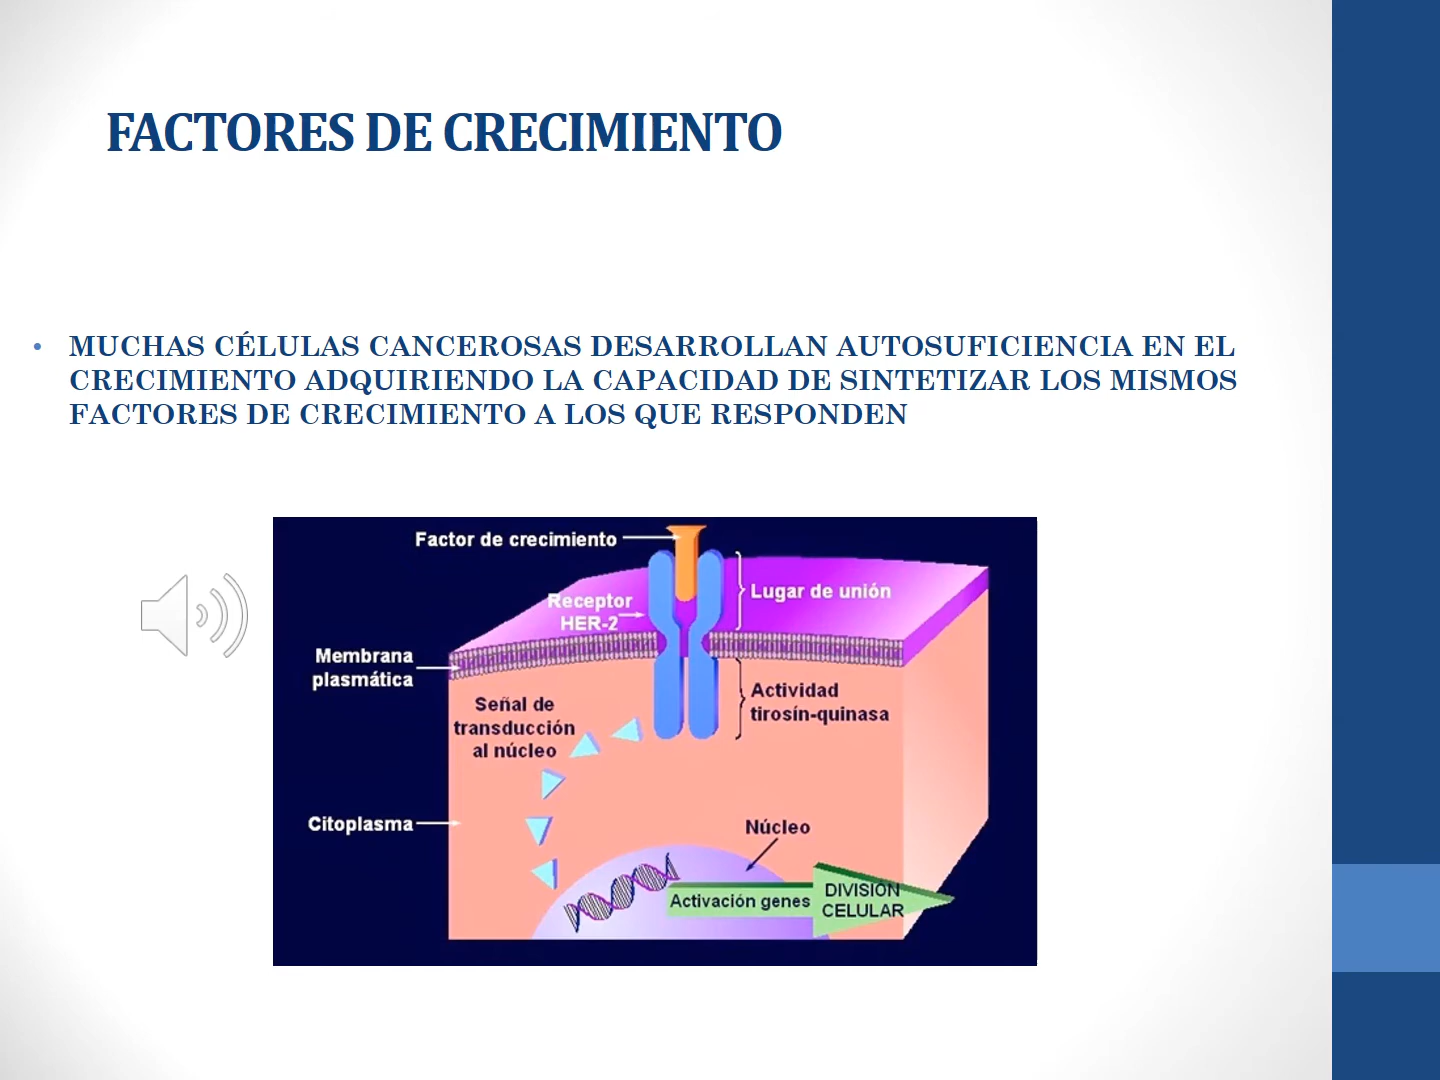 FACTORES DE CRECIMIENTO
• MUCHAS CÉLULAS CANCEROSAS DESARROLLAN AUTOSUFICIENCIA EN EL
CRECIMIENTO ADQUIRIENDO LA CAPACIDAD DE SINTETIZAR LOS MISMOS
FACTORES DE CRECIMIENTO A LOS QUE RESPONDEN
Factor de crecimiento
Lugar de unión
Receptor
HER-2
Membrana
plasmática
Actividad
tirosín-quinasa
Señal de
transducción
al núcleo
Citoplasma
Núcleo
Activación genes
DIVISIÓN
CELULAR